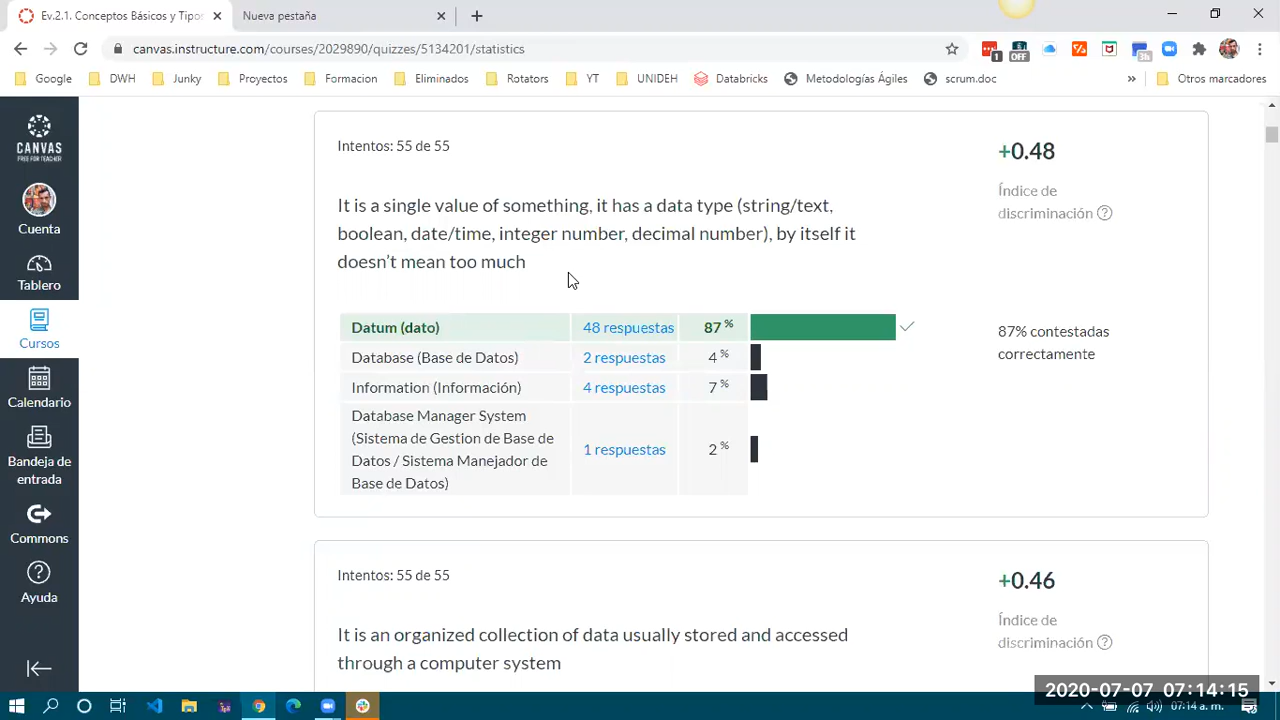 Ev.2.1. Conceptos Básicos y Tipo
Nueva pestaña
canvas.instructure.com/courses/2029890/quizzes/5134201/statistics
1
OFF
3h
Google
DWH
Junky
Proyectos
Formacion
Eliminados
Rotators
YT
UNIDEH
Databricks
Metodologías Ágiles
scrum.doc
»
Otros marcadores
CANVAS
FREE FOR TEACHER
Cuenta
Tablero
Cursos
Calendario
Bandeja de
entrada
Commons
Ayuda
Intentos: 55 de 55
+0.48
Índice de
discriminación ?
It is a single value of something, it has a data type (string/text,
boolean, date/time, integer number, decimal number), by itself it
doesn’t mean too much
Datum (dato) 48 respuestas 87 %
Database (Base de Datos) 2 respuestas 4 %
Information (Información) 4 respuestas 7 %
Database Manager System
(Sistema de Gestion de Base de
Datos / Sistema Manejador de
Base de Datos)
1 respuestas 2 %
87% contestadas
correctamente
Intentos: 55 de 55
+0.46
Índice de
discriminación ?
It is an organized collection of data usually stored and accessed
through a computer system
2020-07-07 07:14:15
07:14 a. m.